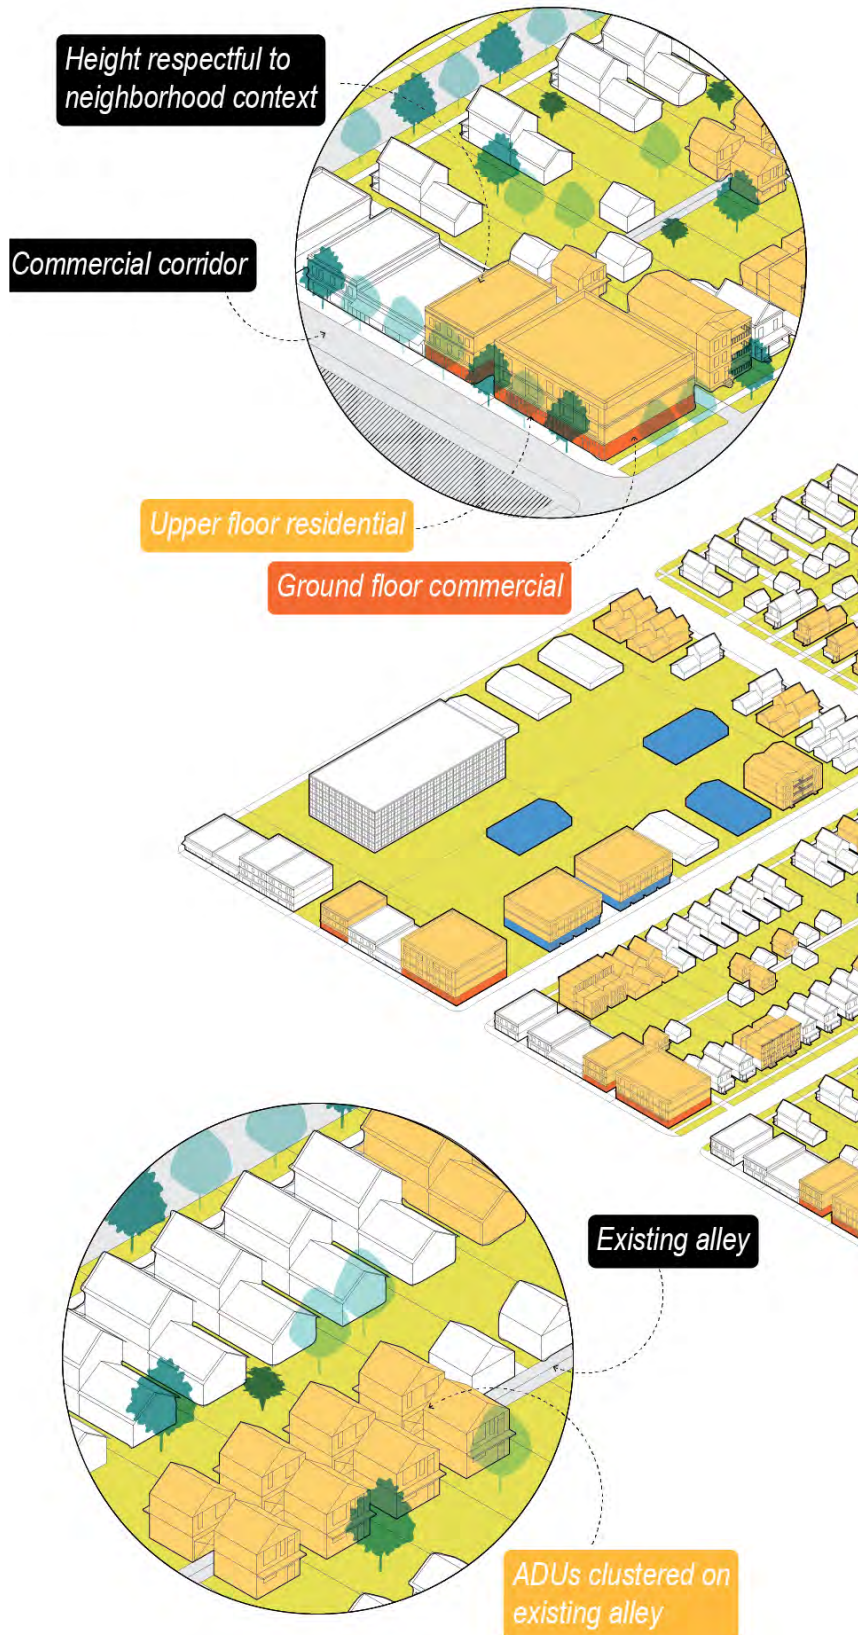 Height respectful to
neighborhood context
Commercial corridor
Upper floor residential
Ground floor commercial
Existing alley
ADUs clustered on
existing alley